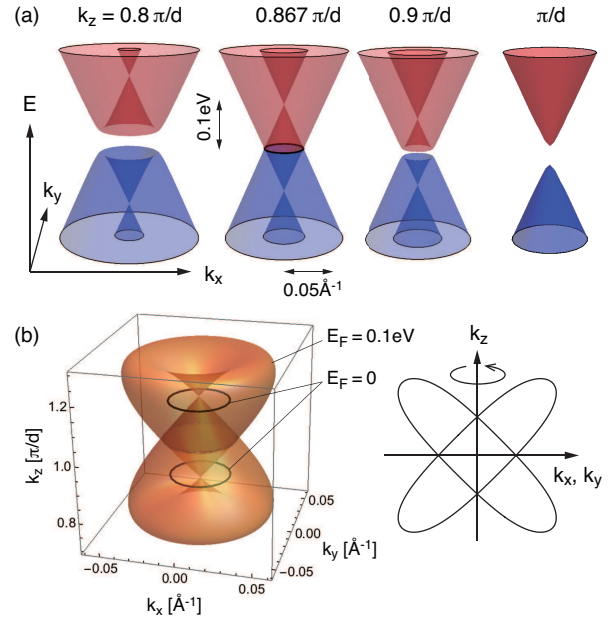 (a) k_z = 0.8 π/d 0.867 π/d 0.9 π/d π/d
E
0.1eV
k_y
k_x
0.05Å⁻¹
(b)
E_F = 0.1eV
E_F = 0
k_z
1.2
k_z [π/d]
1.0
0.8
k_x, k_y
0.05
0.00
k_y [Å⁻¹]
−0.05
−0.05
0.00
0.05
k_x [Å⁻¹]